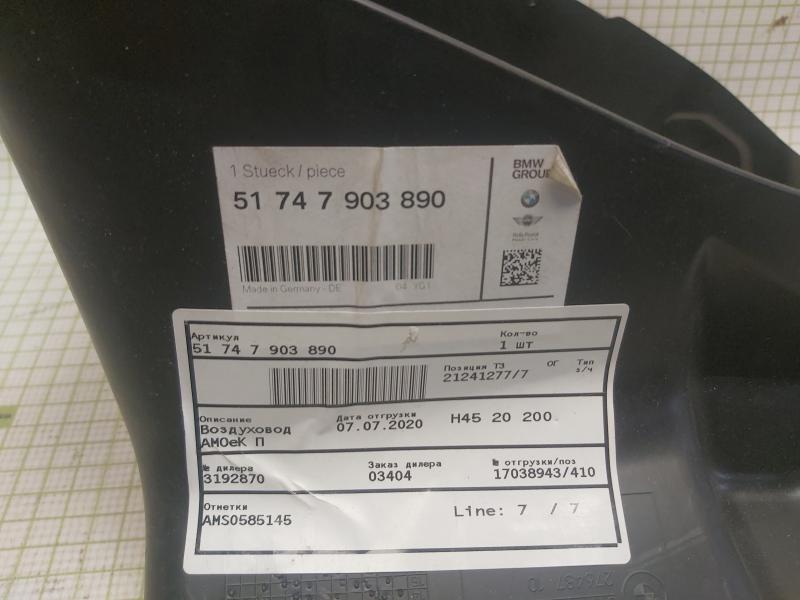 1 Stueck / piece
BMW
GROUP
51 74 7 903 890
Made in Germany - DE
04 YG1
Артикул
Кол-во
51 74 7 903 890
1 шт
Позиция ТЗ
ОГ
Тип
з/ч
21241277/7
Описание
Дата отгрузки
H45 20 200
Воздуховод
07.07.2020
АМОеК П
№ дилера
Заказ дилера
№ отгрузки/поз
3192870
03404
17038943/410
Отметки
AMS0585145
Line: 7 / 7